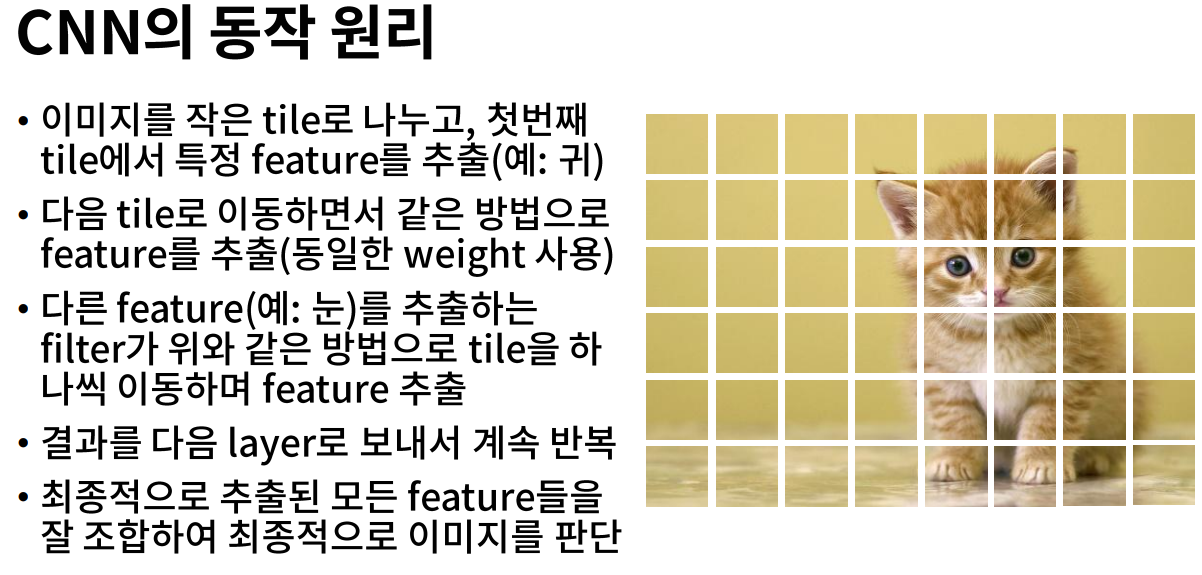 CNN의 동작 원리
• 이미지를 작은 tile로 나누고, 첫번째
tile에서 특정 feature를 추출(예: 귀)
• 다음 tile로 이동하면서 같은 방법으로
feature를 추출(동일한 weight 사용)
• 다른 feature(예: 눈)를 추출하는
filter가 위와 같은 방법으로 tile을 하
나씩 이동하며 feature 추출
• 결과를 다음 layer로 보내서 계속 반복
• 최종적으로 추출된 모든 feature들을
잘 조합하여 최종적으로 이미지를 판단